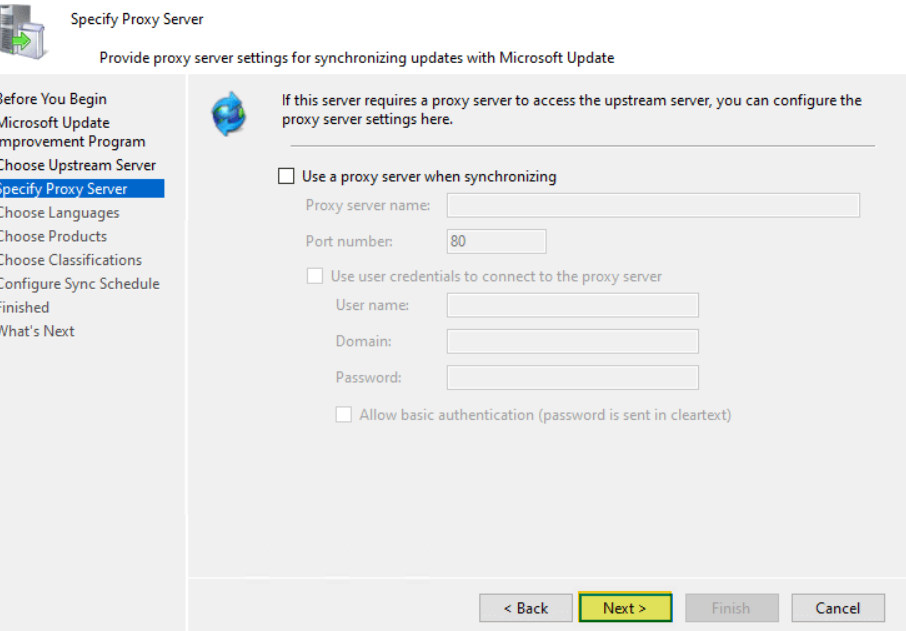 Specify Proxy Server
Provide proxy server settings for synchronizing updates with Microsoft Update
Before You Begin
Microsoft Update
Improvement Program
Choose Upstream Server
Specify Proxy Server
Choose Languages
Choose Products
Choose Classifications
Configure Sync Schedule
Finished
What's Next
If this server requires a proxy server to access the upstream server, you can configure the
proxy server settings here.
Use a proxy server when synchronizing
Proxy server name:
Port number: 80
Use user credentials to connect to the proxy server
User name:
Domain:
Password:
Allow basic authentication (password is sent in cleartext)
< Back Next > Finish Cancel